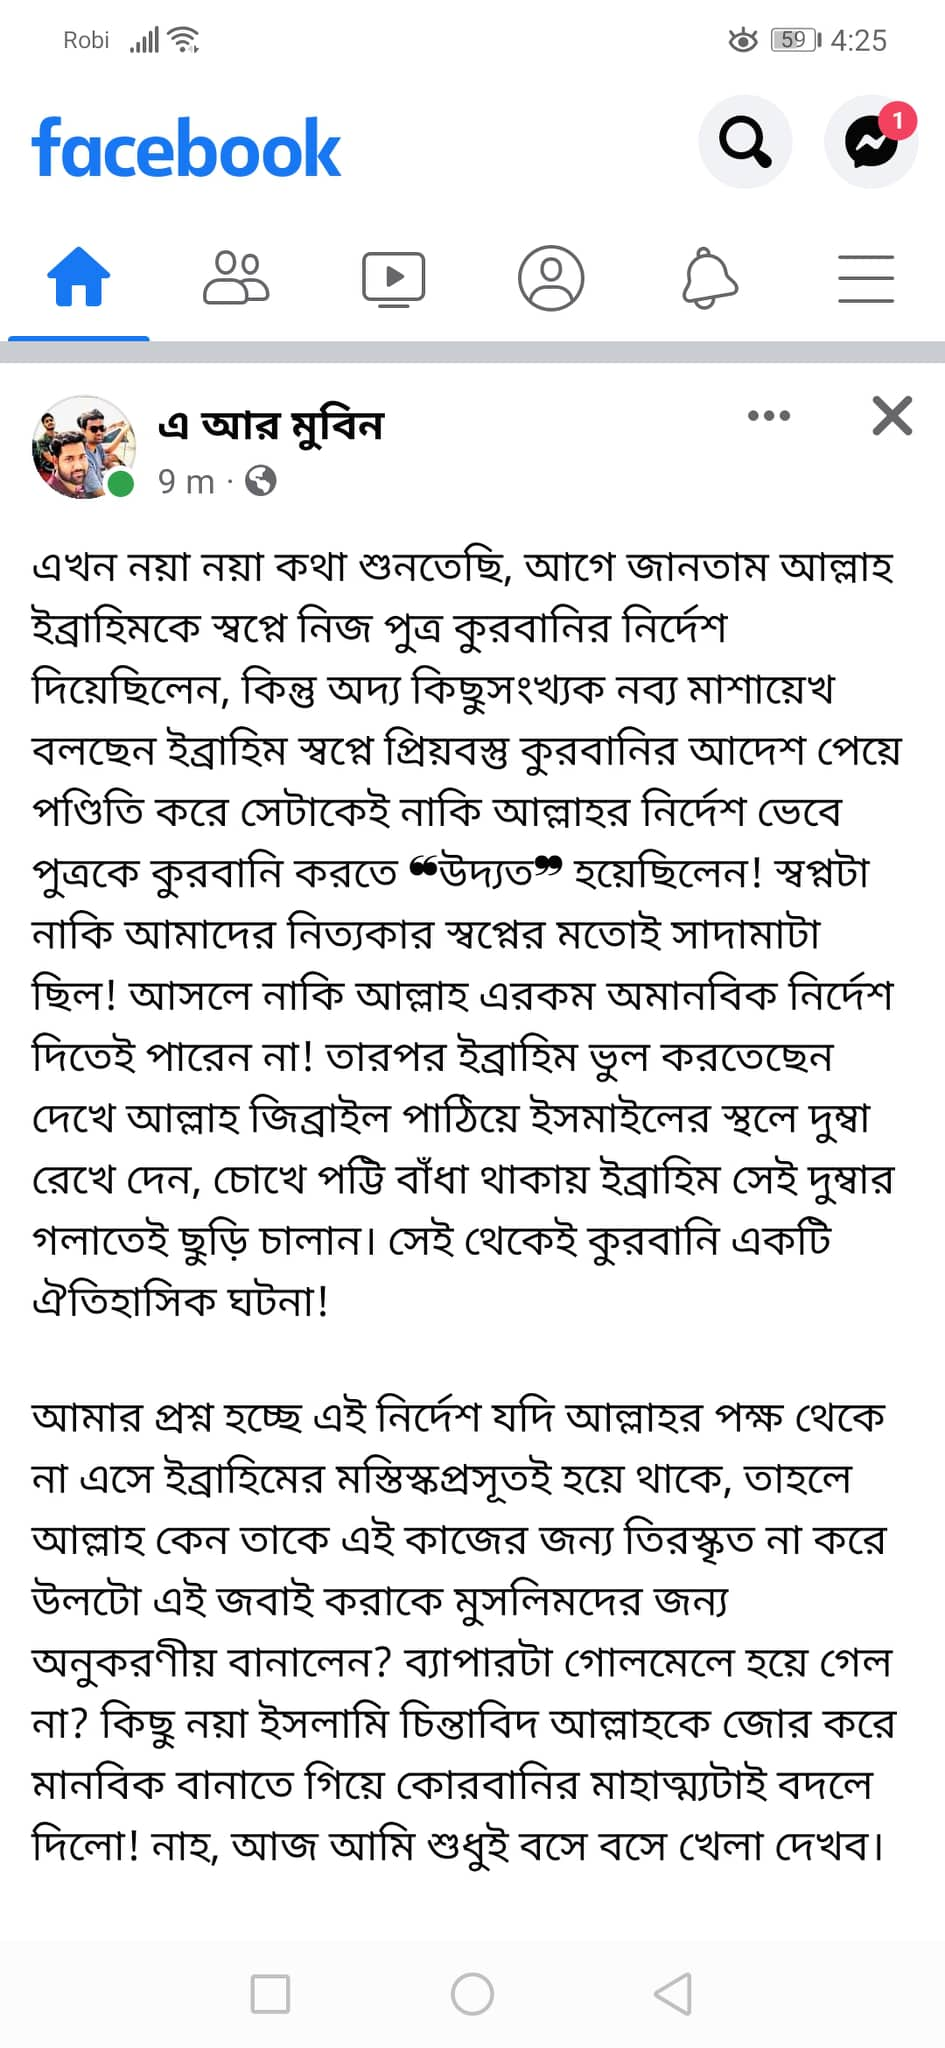 Robi
59 4:25
facebook
1
এ আর মুবিন
9 m ·
এখন নয়া নয়া কথা শুনতেছি, আগে জানতাম আল্লাহ
ইব্রাহিমকে স্বপ্নে নিজ পুত্র কুরবানির নির্দেশ
দিয়েছিলেন, কিন্তু অদ্য কিছুসংখ্যক নব্য মাশায়েখ
বলছেন ইব্রাহিম স্বপ্নে প্রিয়বস্তু কুরবানির আদেশ পেয়ে
পণ্ডিতি করে সেটাকেই নাকি আল্লাহর নির্দেশ ভেবে
পুত্রকে কুরবানি করতে ❝উদ্যত❞ হয়েছিলেন! স্বপ্নটা
নাকি আমাদের নিত্যকার স্বপ্নের মতোই সাদামাটা
ছিল! আসলে নাকি আল্লাহ এরকম অমানবিক নির্দেশ
দিতেই পারেন না! তারপর ইব্রাহিম ভুল করতেছেন
দেখে আল্লাহ জিব্রাইল পাঠিয়ে ইসমাইলের স্থলে দুম্বা
রেখে দেন, চোখে পট্টি বাঁধা থাকায় ইব্রাহিম সেই দুম্বার
গলাতেই ছুড়ি চালান। সেই থেকেই কুরবানি একটি
ঐতিহাসিক ঘটনা!
আমার প্রশ্ন হচ্ছে এই নির্দেশ যদি আল্লাহর পক্ষ থেকে
না এসে ইব্রাহিমের মস্তিস্কপ্রসূতই হয়ে থাকে, তাহলে
আল্লাহ কেন তাকে এই কাজের জন্য তিরস্কৃত না করে
উলটো এই জবাই করাকে মুসলিমদের জন্য
অনুকরণীয় বানালেন? ব্যাপারটা গোলমেলে হয়ে গেল
না? কিছু নয়া ইসলামি চিন্তাবিদ আল্লাহকে জোর করে
মানবিক বানাতে গিয়ে কোরবানির মাহাত্ম্যটাই বদলে
দিলো! নাহ, আজ আমি শুধুই বসে বসে খেলা দেখব।